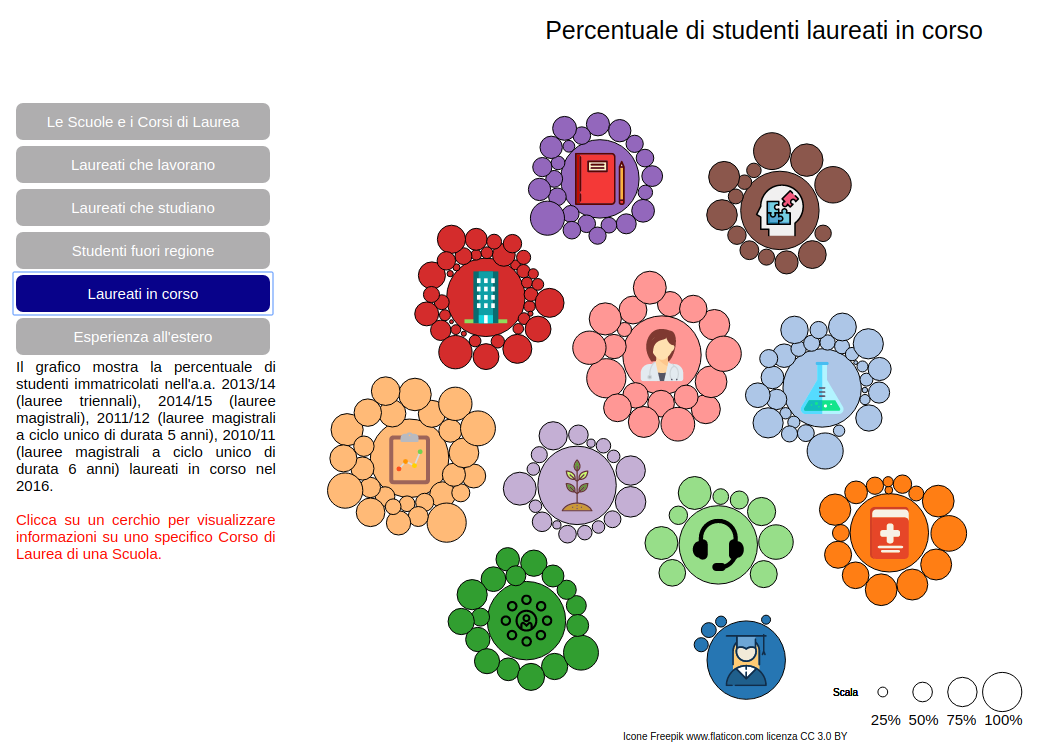 Percentuale di studenti laureati in corso
Le Scuole e i Corsi di Laurea
Laureati che lavorano
Laureati che studiano
Studenti fuori regione
Laureati in corso
Esperienza all'estero
Il grafico mostra la percentuale di
studenti immatricolati nell'a.a. 2013/14
(lauree triennali), 2014/15 (lauree
magistrali), 2011/12 (lauree magistrali
a ciclo unico di durata 5 anni), 2010/11
(lauree magistrali a ciclo unico di
durata 6 anni) laureati in corso nel
2016.
Clicca su un cerchio per visualizzare
informazioni su uno specifico Corso di
Laurea di una Scuola.
Scala
25% 50% 75% 100%
Icone Freepik www.flaticon.com licenza CC 3.0 BY